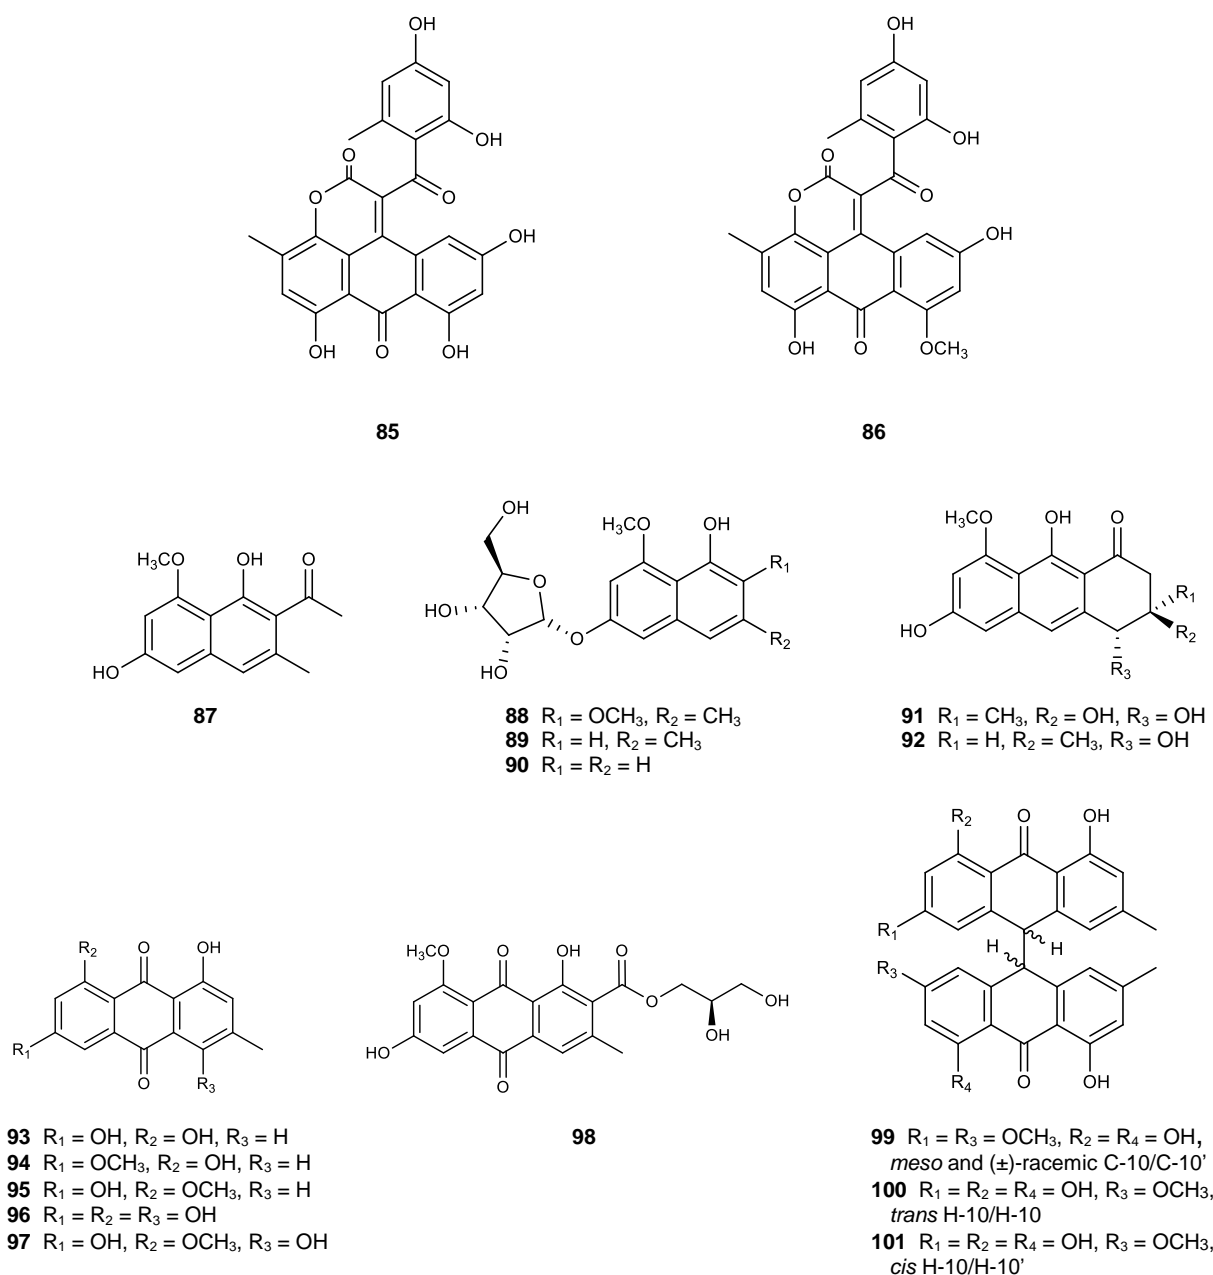 OH OH
OH OH
O O O O
O O
OH OH
OH O OH OH O OCH₃
85 86
OH
H₃CO OH O
HO O
HO
H₃CO OH R₁
O R₂
HO
H₃CO OH O
R₁ R₂
HO R₃
87
88 R₁ = OCH₃, R₂ = CH₃
89 R₁ = H, R₂ = CH₃
90 R₁ = R₂ = H
91 R₁ = CH₃, R₂ = OH, R₃ = OH
92 R₁ = H, R₂ = CH₃, R₃ = OH
R₂ O OH
R₁
O R₃
H₃CO O OH O
O OH
OH
HO
O
R₂ O OH
R₁ H
H
R₃
R₄ O OH
93 R₁ = OH, R₂ = OH, R₃ = H
94 R₁ = OCH₃, R₂ = OH, R₃ = H
95 R₁ = OH, R₂ = OCH₃, R₃ = H
96 R₁ = R₂ = R₃ = OH
97 R₁ = OH, R₂ = OCH₃, R₃ = OH
98
99 R₁ = R₃ = OCH₃, R₂ = R₄ = OH,
meso and (±)-racemic C-10/C-10’
100 R₁ = R₂ = R₄ = OH, R₃ = OCH₃,
trans H-10/H-10
101 R₁ = R₂ = R₄ = OH, R₃ = OCH₃,
cis H-10/H-10’